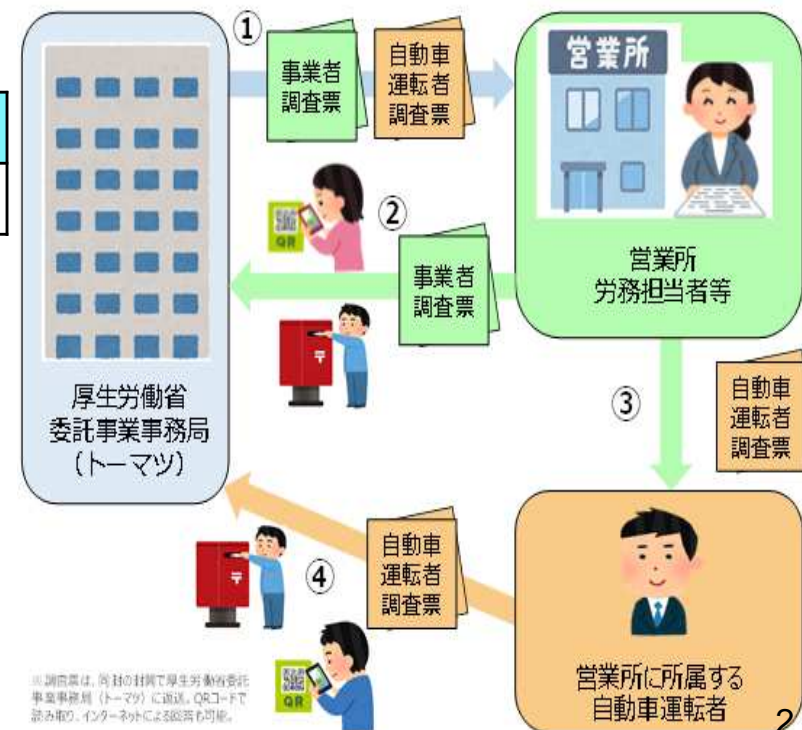 ①
事業者
調査票
自動車
運転者
調査票
営業所
営業所
労務担当者等
②
QR
事業者
調査票
〒
厚生労働省
委託事業事務局
（トーマツ）
③
自動車
運転者
調査票
④
〒
自動車
運転者
調査票
QR
営業所に所属する
自動車運転者
※調査票は、同封の封筒で厚生労働省委託
事業事務局（トーマツ）に返送。QRコードで
読み取り、インターネットによる回答も可能。
2